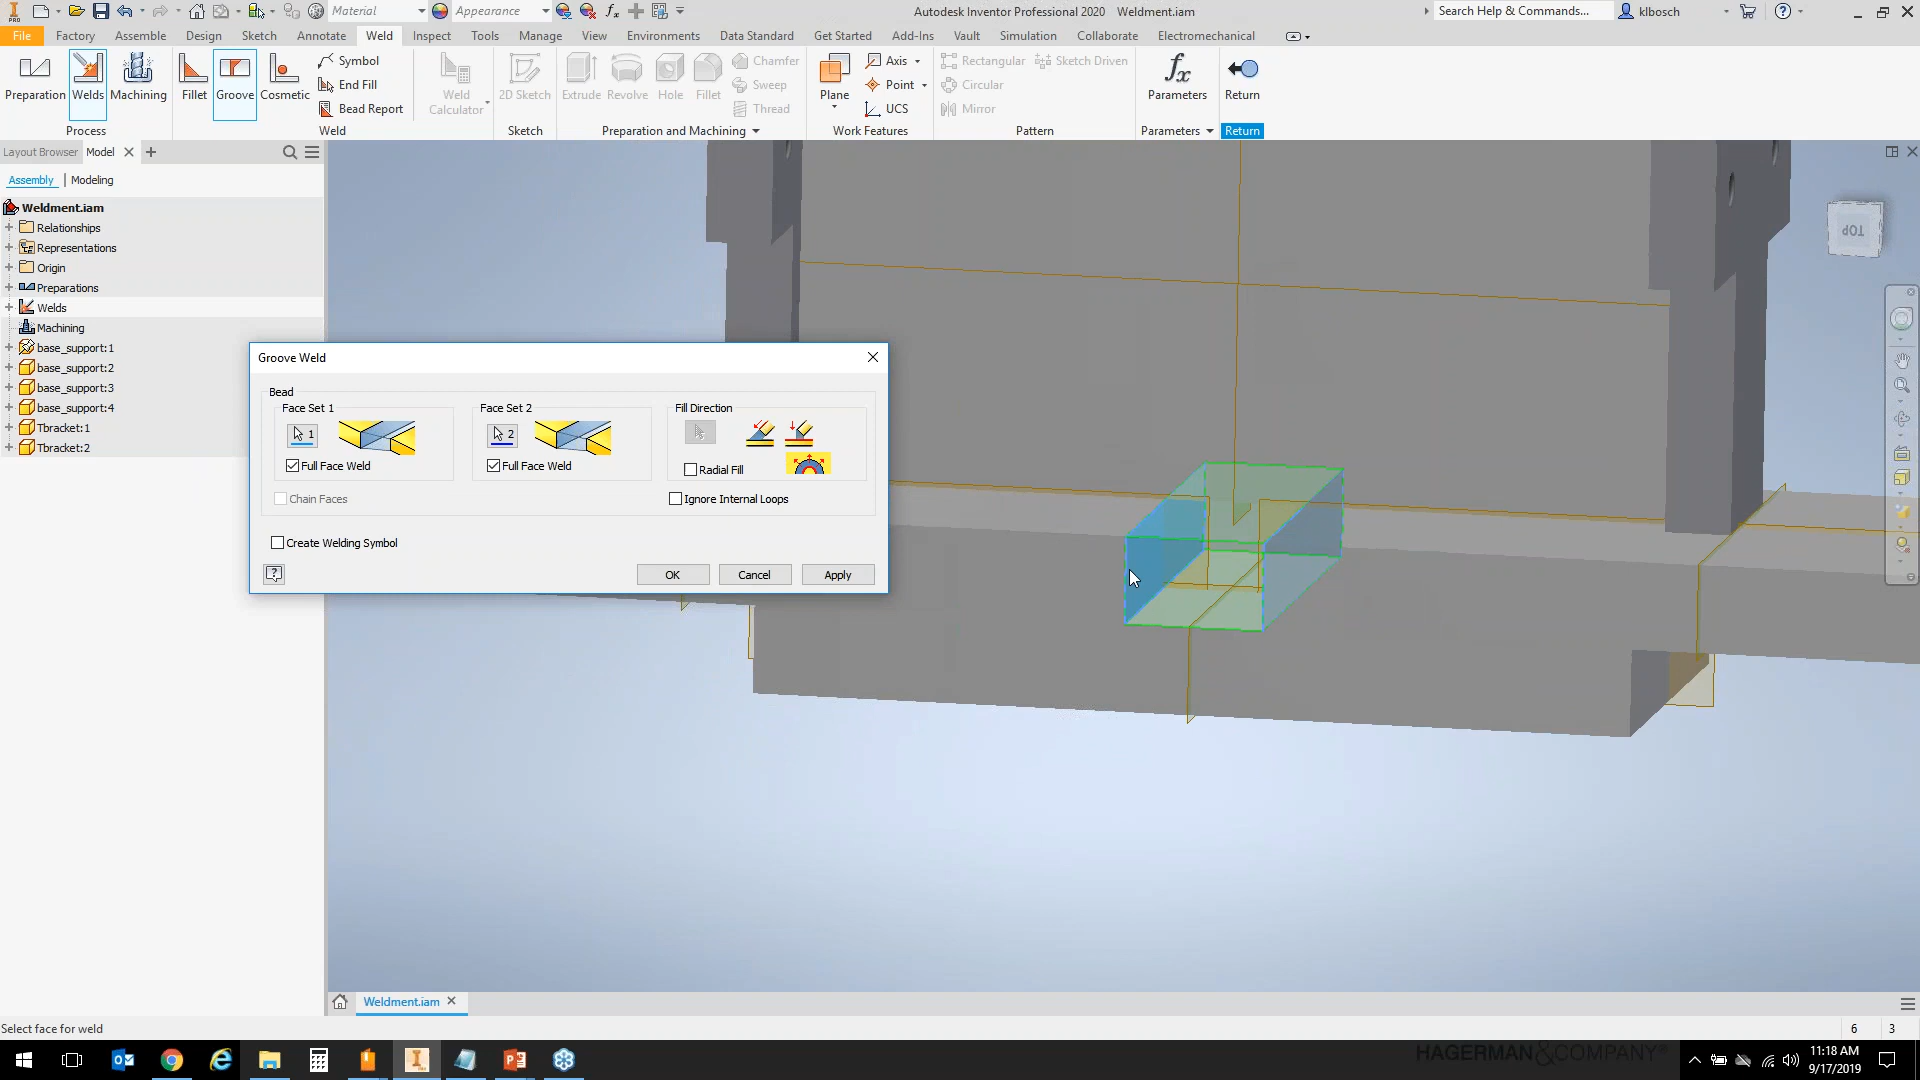 Material
Appearance
Autodesk Inventor Professional 2020 Weldment.iam
Search Help & Commands...
klbosch
File Factory Assemble Design Sketch Annotate Weld Inspect Tools Manage View Environments Data Standard Get Started Add-Ins Vault Simulation Collaborate Electromechanical
Preparation Welds Machining
Process
Fillet Groove Cosmetic
Symbol
End Fill
Bead Report
Weld Calculator
Weld
2D Sketch
Sketch
Extrude Revolve Hole Fillet
Chamfer
Sweep
Thread
Preparation and Machining
Plane
Axis
Point
UCS
Work Features
Rectangular Sketch Driven
Circular
Mirror
Pattern
Parameters
Parameters
Return
Return
Layout Browser Model
Assembly | Modeling
Weldment.iam
Relationships
Representations
Origin
Preparations
Welds
Machining
base_support:1
base_support:2
base_support:3
base_support:4
Tbracket:1
Tbracket:2
TOP
Groove Weld
Bead
Face Set 1
1
Full Face Weld
Chain Faces
Face Set 2
2
Full Face Weld
Fill Direction
Radial Fill
Ignore Internal Loops
Create Welding Symbol
OK Cancel Apply
Weldment.iam
Select face for weld
6 3
HAGERMAN&COMPANY
11:18 AM
9/17/2019